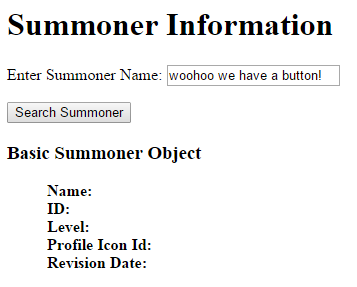 Summoner Information
Enter Summoner Name: woohoo we have a button!
Search Summoner
Basic Summoner Object
Name:
ID:
Level:
Profile Icon Id:
Revision Date: